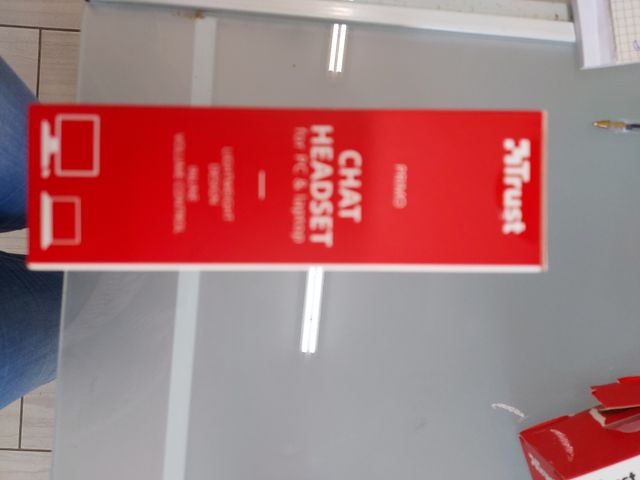 Trust
PRIMO
CHAT
HEADSET
for PC & laptop
LIGHTWEIGHT
DESIGN
INLINE
VOLUME CONTROL